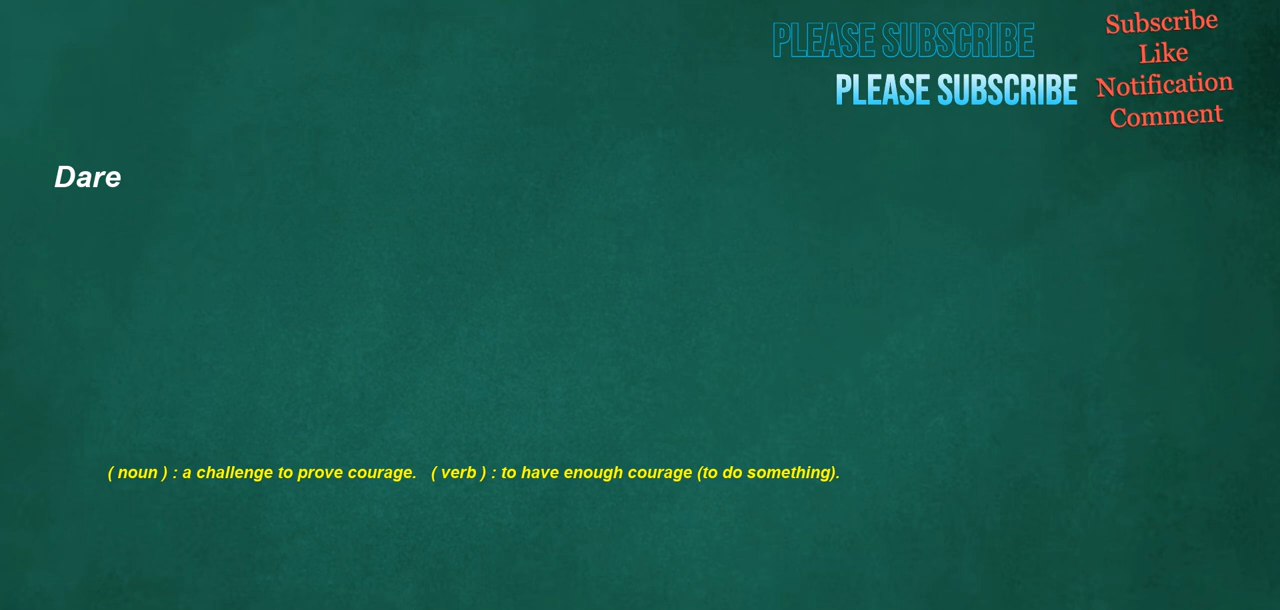 PLEASE SUBSCRIBE
PLEASE SUBSCRIBE
Subscribe
Like
Notification
Comment
Dare
( noun ) : a challenge to prove courage.   ( verb ) : to have enough courage (to do something).